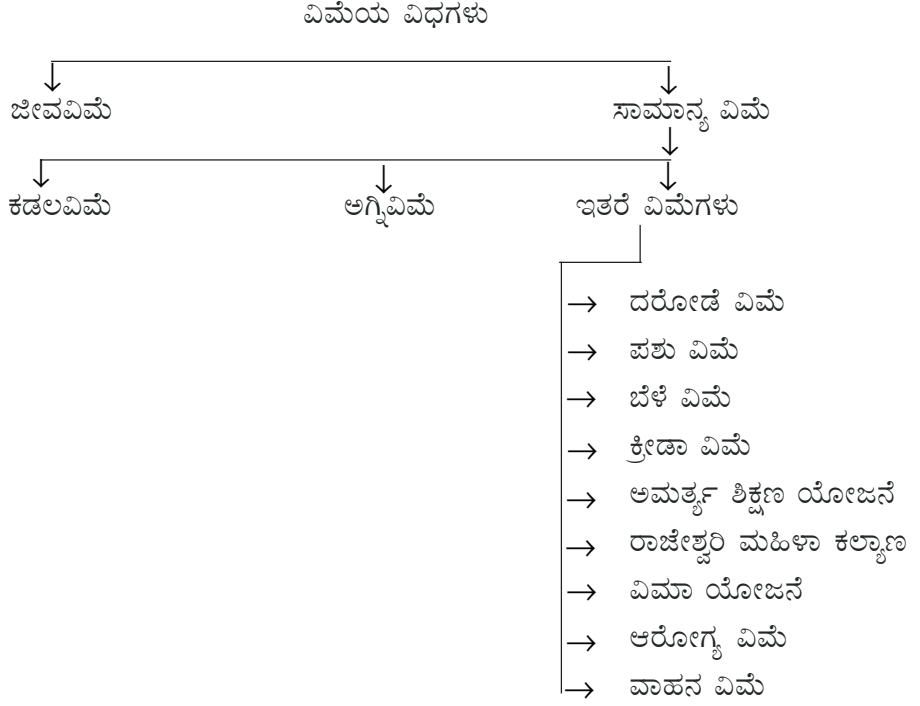 ವಿಮೆಯ ವಿಧಗಳು
ಜೀವವಿಮೆ ಸಾಮಾನ್ಯ ವಿಮೆ
ಕಡಲವಿಮೆ ಅಗ್ನಿವಿಮೆ ಇತರೆ ವಿಮೆಗಳು
ದರೋಡೆ ವಿಮೆ
ಪಶು ವಿಮೆ
ಬೆಳೆ ವಿಮೆ
ಕ್ರೀಡಾ ವಿಮೆ
ಅಮರ್ತ್ಯ ಶಿಕ್ಷಣ ಯೋಜನೆ
ರಾಜೇಶ್ವರಿ ಮಹಿಳಾ ಕಲ್ಯಾಣ
ವಿಮಾ ಯೋಜನೆ
ಆರೋಗ್ಯ ವಿಮೆ
ವಾಹನ ವಿಮೆ